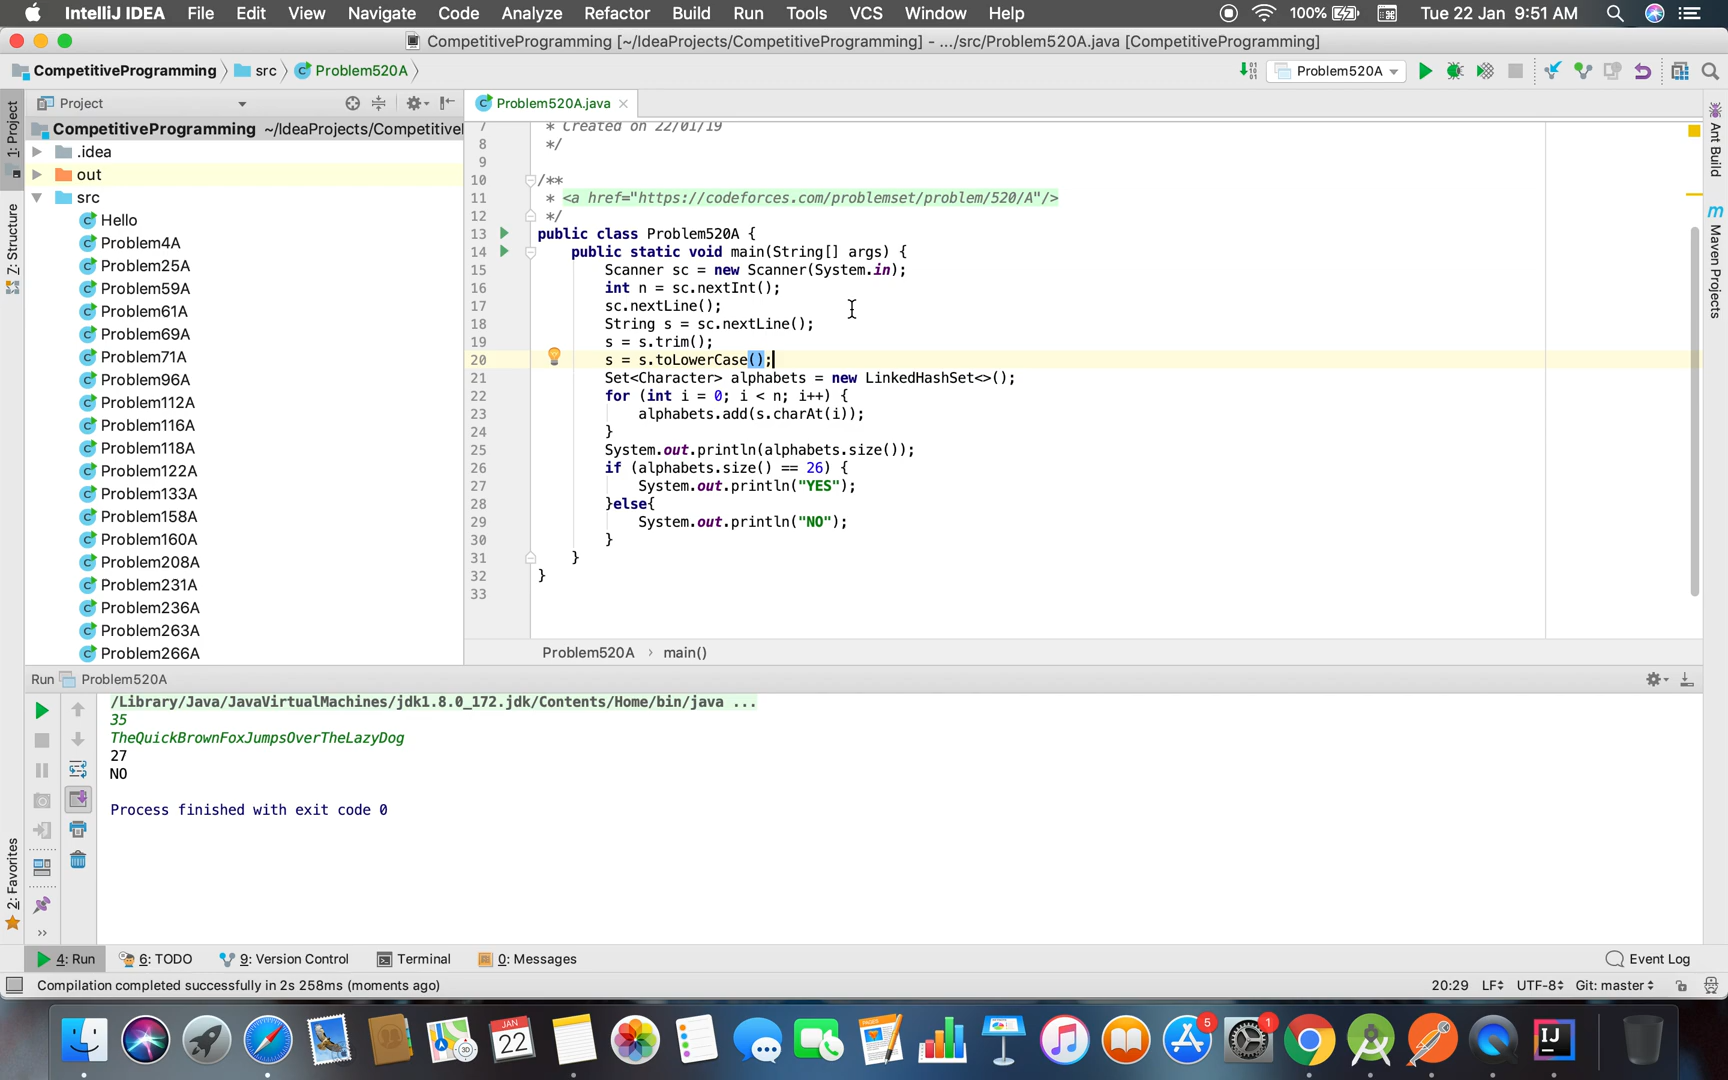 IntelliJ IDEA File Edit View Navigate Code Analyze Refactor Build Run Tools VCS Window Help 100% Tue 22 Jan 9:51 AM
CompetitiveProgramming [~/IdeaProjects/CompetitiveProgramming] - .../src/Problem520A.java [CompetitiveProgramming]
CompetitiveProgramming src Problem520A Problem520A
Project Problem520A.java
CompetitiveProgramming ~/IdeaProjects/Competitivel
.idea
out
src
Hello
Problem4A
Problem25A
Problem59A
Problem61A
Problem69A
Problem71A
Problem96A
Problem112A
Problem116A
Problem118A
Problem122A
Problem133A
Problem158A
Problem160A
Problem208A
Problem231A
Problem236A
Problem263A
Problem266A
1: Project
Z: Structure
2: Favorites
7 * Created on 22/01/19
8 */
9
10 /**
11 * <a href="https://codeforces.com/problemset/problem/520/A"/>
12 */
13 public class Problem520A {
14 public static void main(String[] args) {
15 Scanner sc = new Scanner(System.in);
16 int n = sc.nextInt();
17 sc.nextLine();
18 String s = sc.nextLine();
19 s = s.trim();
20 s = s.toLowerCase();
21 Set<Character> alphabets = new LinkedHashSet<>();
22 for (int i = 0; i < n; i++) {
23 alphabets.add(s.charAt(i));
24 }
25 System.out.println(alphabets.size());
26 if (alphabets.size() == 26) {
27 System.out.println("YES");
28 }else{
29 System.out.println("NO");
30 }
31 }
32 }
33
Problem520A › main()
Ant Build
m Maven Projects
Run Problem520A
/Library/Java/JavaVirtualMachines/jdk1.8.0_172.jdk/Contents/Home/bin/java ...
35
TheQuickBrownFoxJumpsOverTheLazyDog
27
NO
Process finished with exit code 0
4: Run 6: TODO 9: Version Control Terminal 0: Messages Event Log
Compilation completed successfully in 2s 258ms (moments ago) 20:29 LF UTF-8 Git: master
JAN
22
3D
5
1
IJ